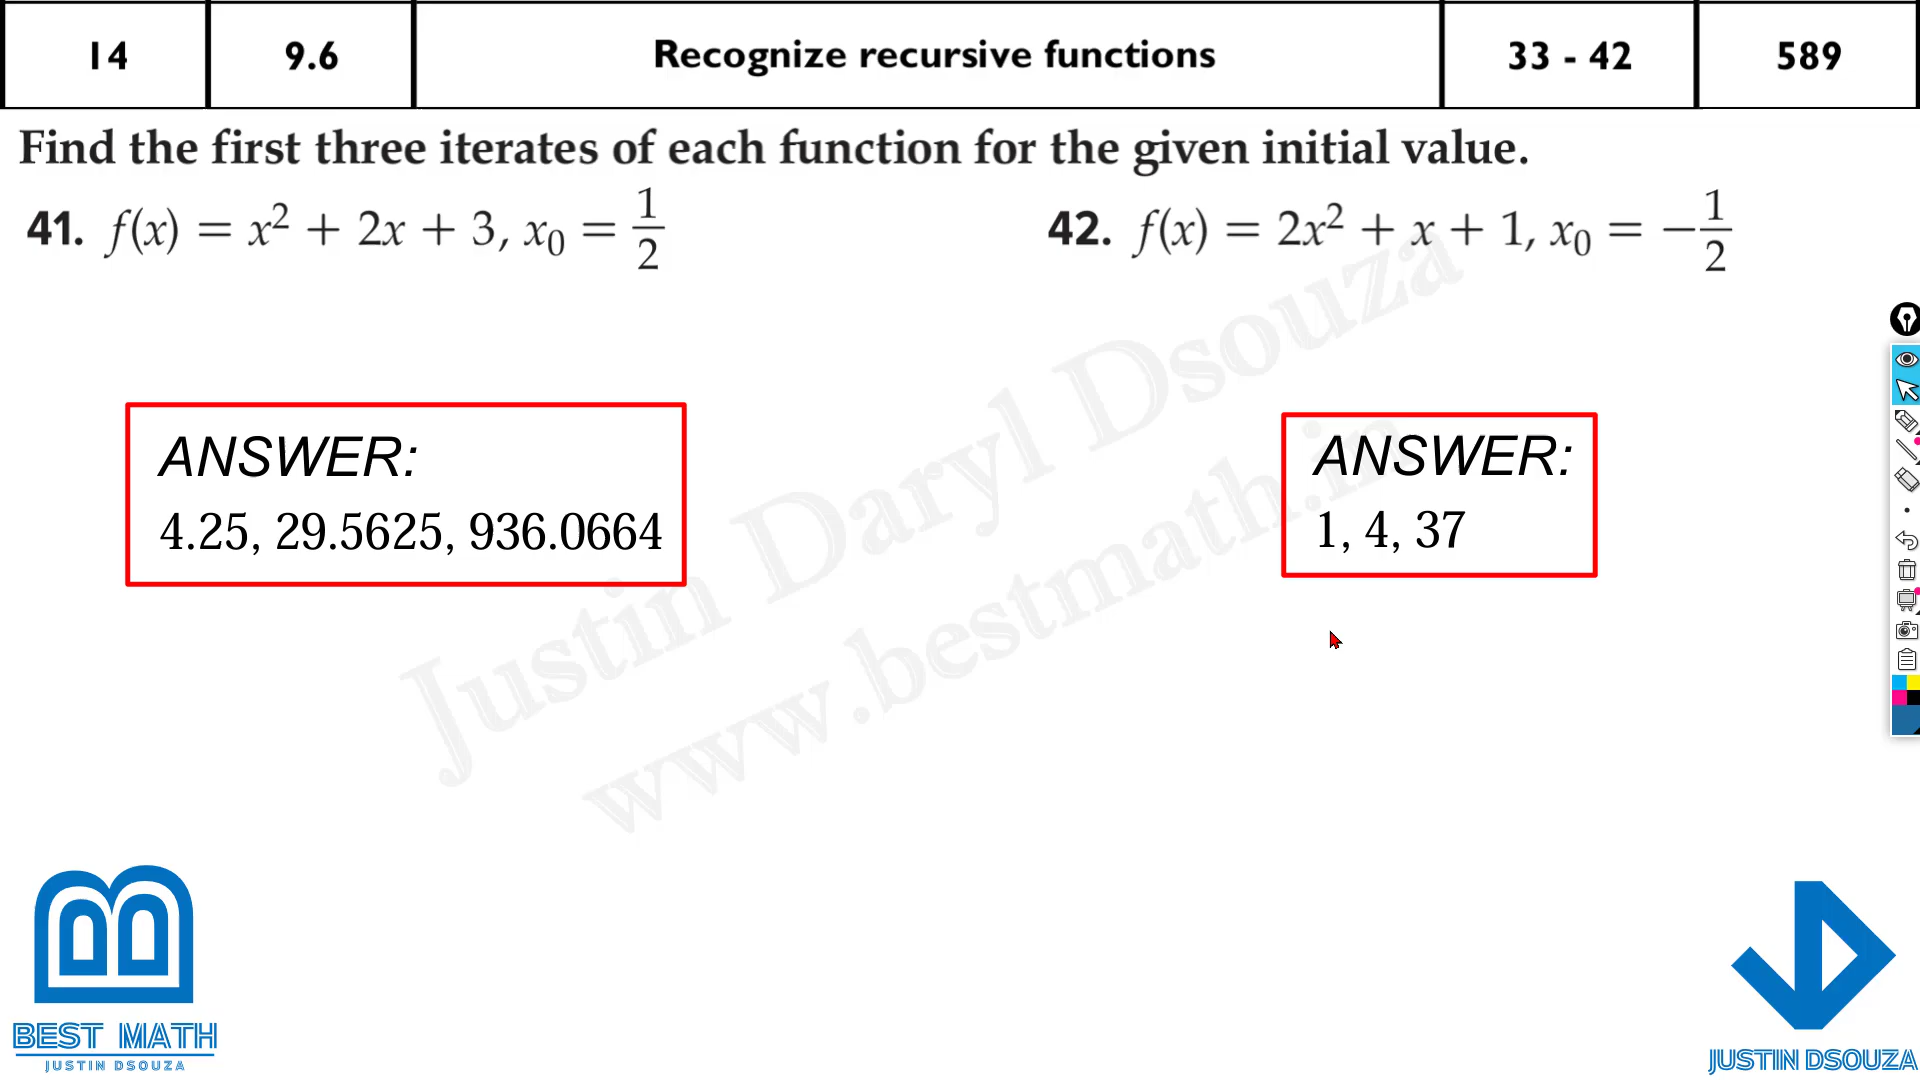 14 9.6 Recognize recursive functions 33 - 42 589
Find the first three iterates of each function for the given initial value.
41. f(x) = x² + 2x + 3, x₀ = 1/2
42. f(x) = 2x² + x + 1, x₀ = −1/2
ANSWER:
4.25, 29.5625, 936.0664
ANSWER:
1, 4, 37
Justin Daryl Dsouza
www.bestmath.in
BEST MATH
JUSTIN DSOUZA
JUSTIN DSOUZA